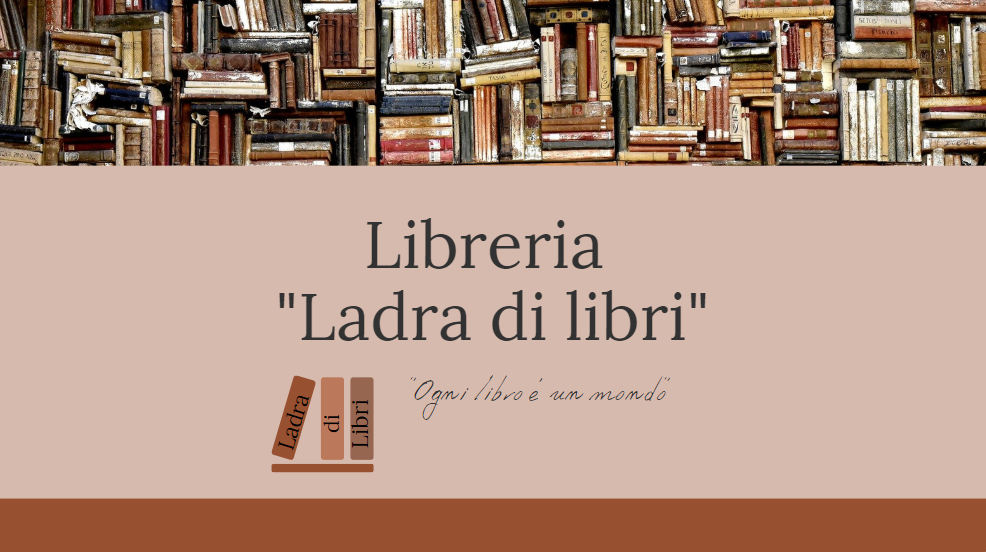 Libreria
"Ladra di libri"
"Ogni libro é un mondo"
Ladra
di
Libri